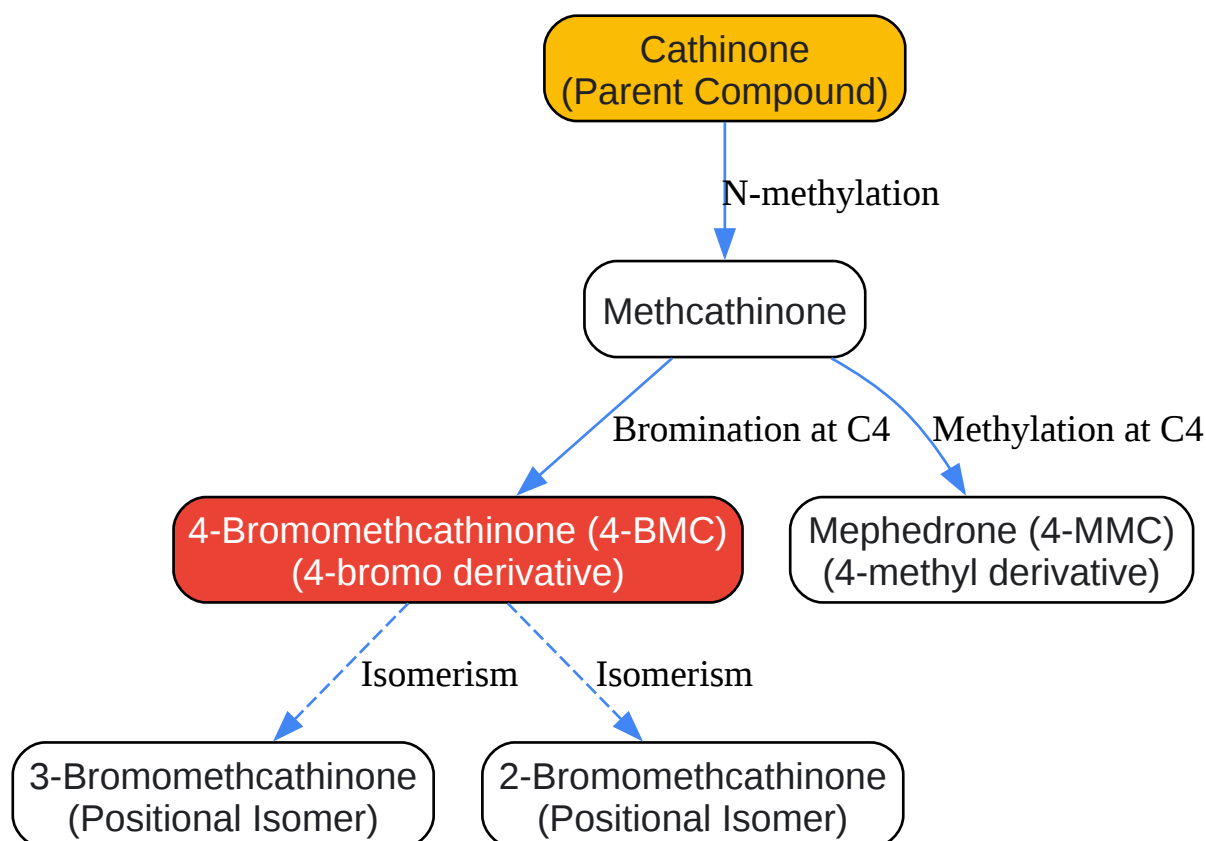 Cathinone
(Parent Compound)
N-methylation
Methcathinone
Bromination at C4
Methylation at C4
4-Bromomethcathinone (4-BMC)
(4-bromo derivative)
Mephedrone (4-MMC)
(4-methyl derivative)
Isomerism
Isomerism
3-Bromomethcathinone
(Positional Isomer)
2-Bromomethcathinone
(Positional Isomer)